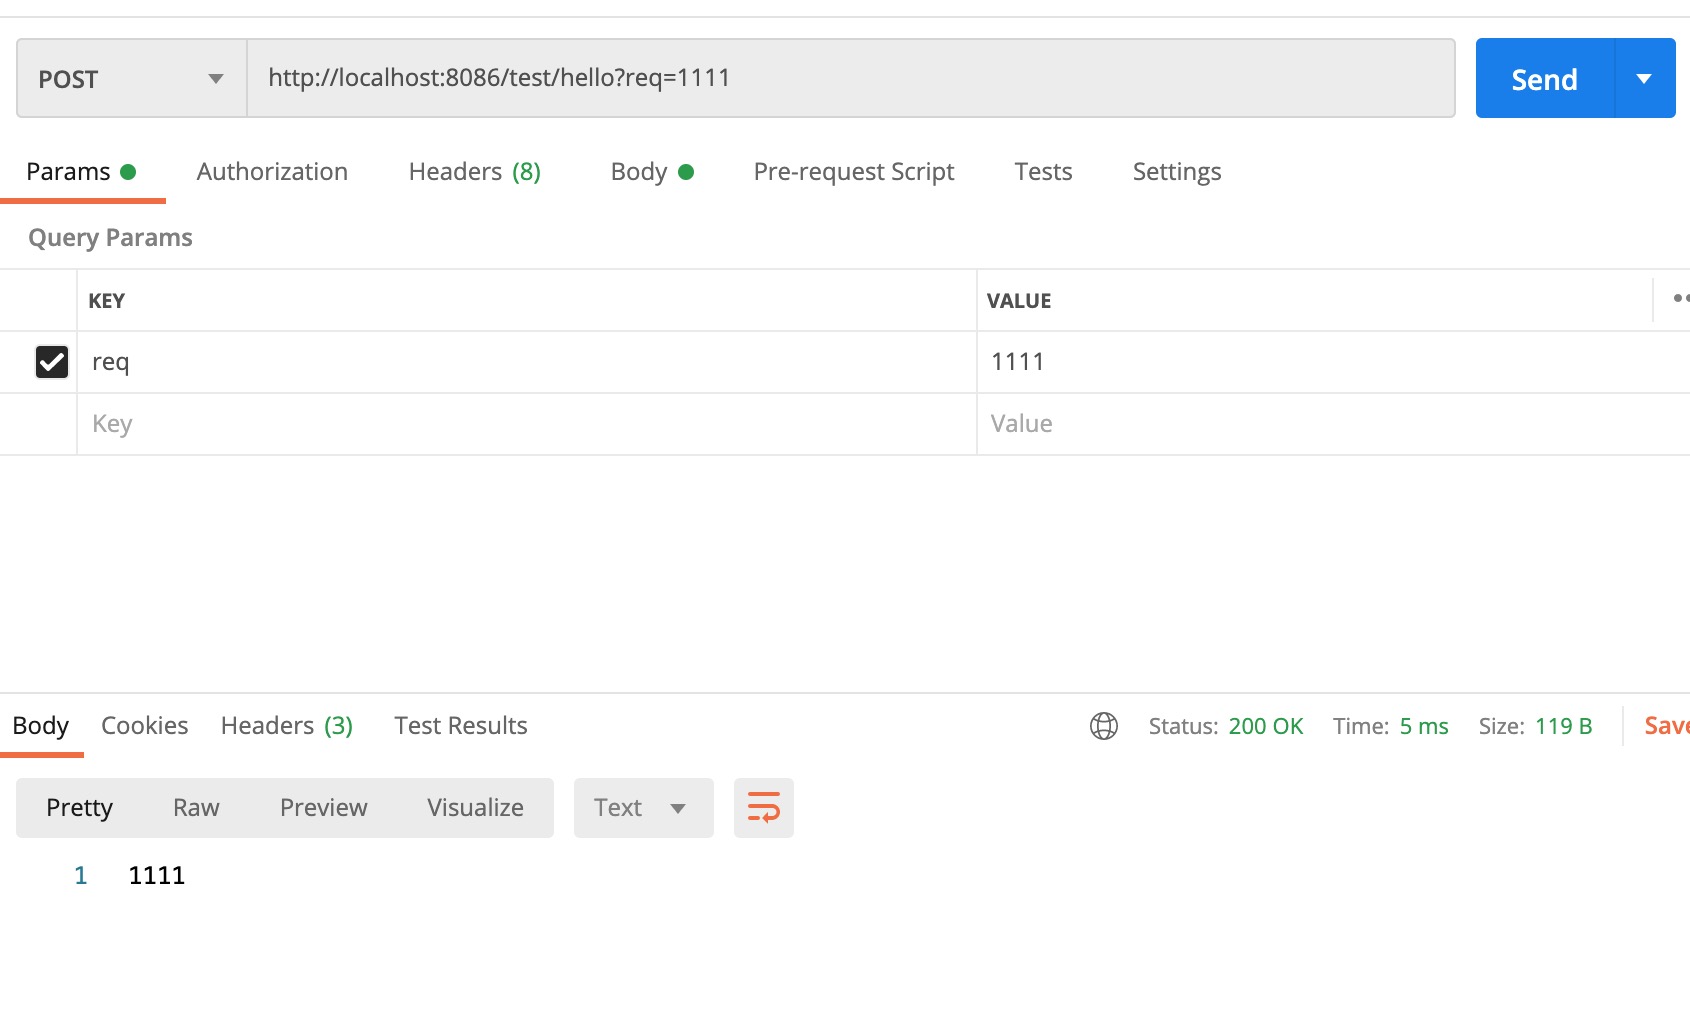 POST http://localhost:8086/test/hello?req=1111 Send
Params Authorization Headers (8) Body Pre-request Script Tests Settings
Query Params
KEY VALUE
req 1111
Key Value
Body Cookies Headers (3) Test Results Status: 200 OK Time: 5 ms Size: 119 B Save
Pretty Raw Preview Visualize Text
1 1111